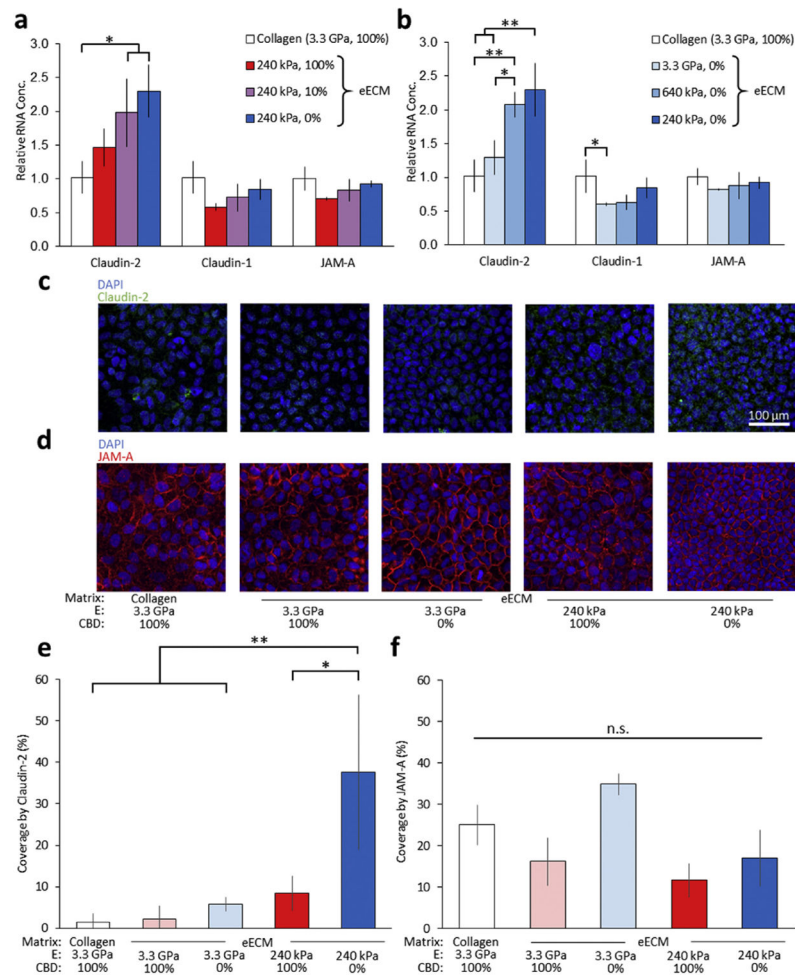 a
*
Collagen (3.3 GPa, 100%)
240 kPa, 100%
240 kPa, 10%
240 kPa, 0%
eECM
Relative RNA Conc.
3.0
2.5
2.0
1.5
1.0
0.5
0.0
Claudin-2 Claudin-1 JAM-A
b
**
**
*
*
Collagen (3.3 GPa, 100%)
3.3 GPa, 0%
640 kPa, 0%
240 kPa, 0%
eECM
Relative RNA Conc.
3.0
2.5
2.0
1.5
1.0
0.5
0.0
Claudin-2 Claudin-1 JAM-A
c
DAPI
Claudin-2
100 µm
d
DAPI
JAM-A
Matrix: Collagen eECM
E: 3.3 GPa 3.3 GPa 3.3 GPa 240 kPa 240 kPa
CBD: 100% 100% 0% 100% 0%
e
**
*
Coverage by Claudin-2 (%)
60
50
40
30
20
10
0
Matrix: Collagen eECM
E: 3.3 GPa 3.3 GPa 3.3 GPa 240 kPa 240 kPa
CBD: 100% 100% 0% 100% 0%
f
n.s.
Coverage by JAM-A (%)
60
50
40
30
20
10
0
Matrix: Collagen eECM
E: 3.3 GPa 3.3 GPa 3.3 GPa 240 kPa 240 kPa
CBD: 100% 100% 0% 100% 0%